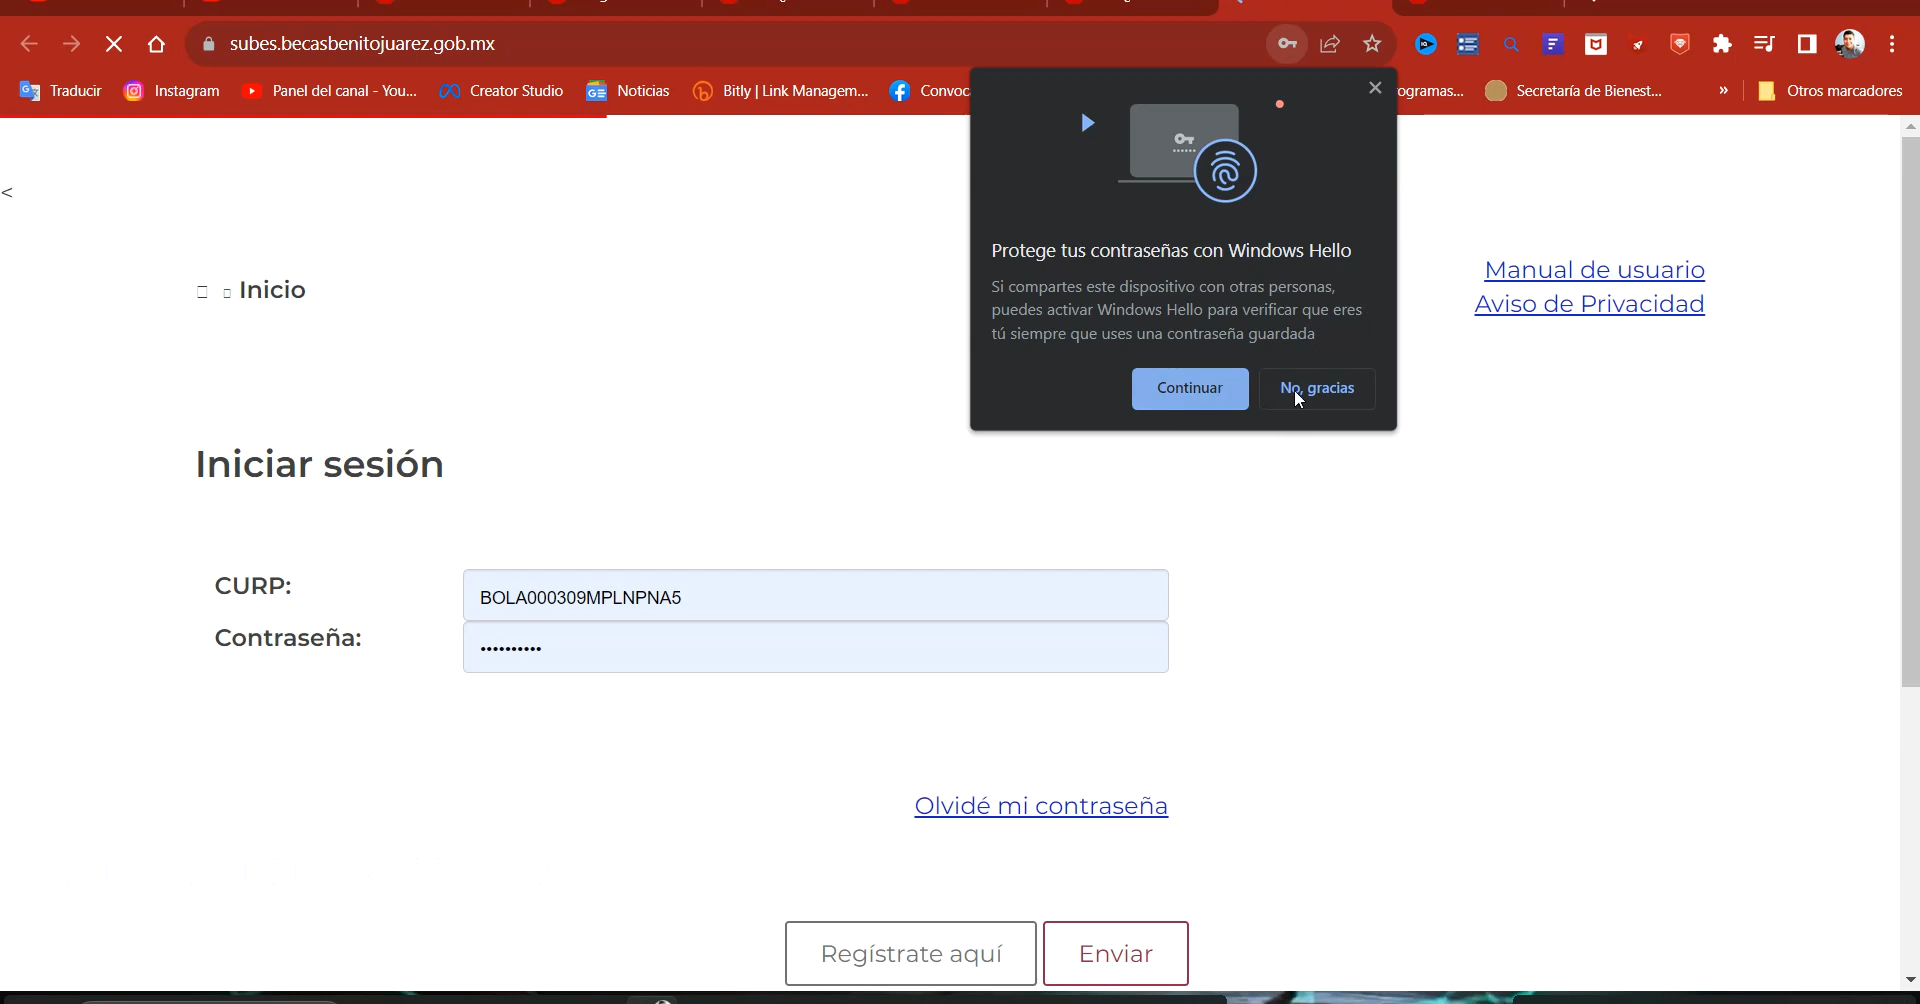 subes.becasbenitojuarez.gob.mx
Traducir
Instagram
Panel del canal - You...
Creator Studio
Noticias
Bitly | Link Managem...
Convoc
ogramas...
Secretaría de Bienest...
»
Otros marcadores
<
Inicio
Protege tus contraseñas con Windows Hello
Si compartes este dispositivo con otras personas,
puedes activar Windows Hello para verificar que eres
tú siempre que uses una contraseña guardada
Continuar
No, gracias
Manual de usuario
Aviso de Privacidad
Iniciar sesión
CURP:
BOLA000309MPLNPNA5
Contraseña:
••••••••••
Olvidé mi contraseña
Regístrate aquí
Enviar